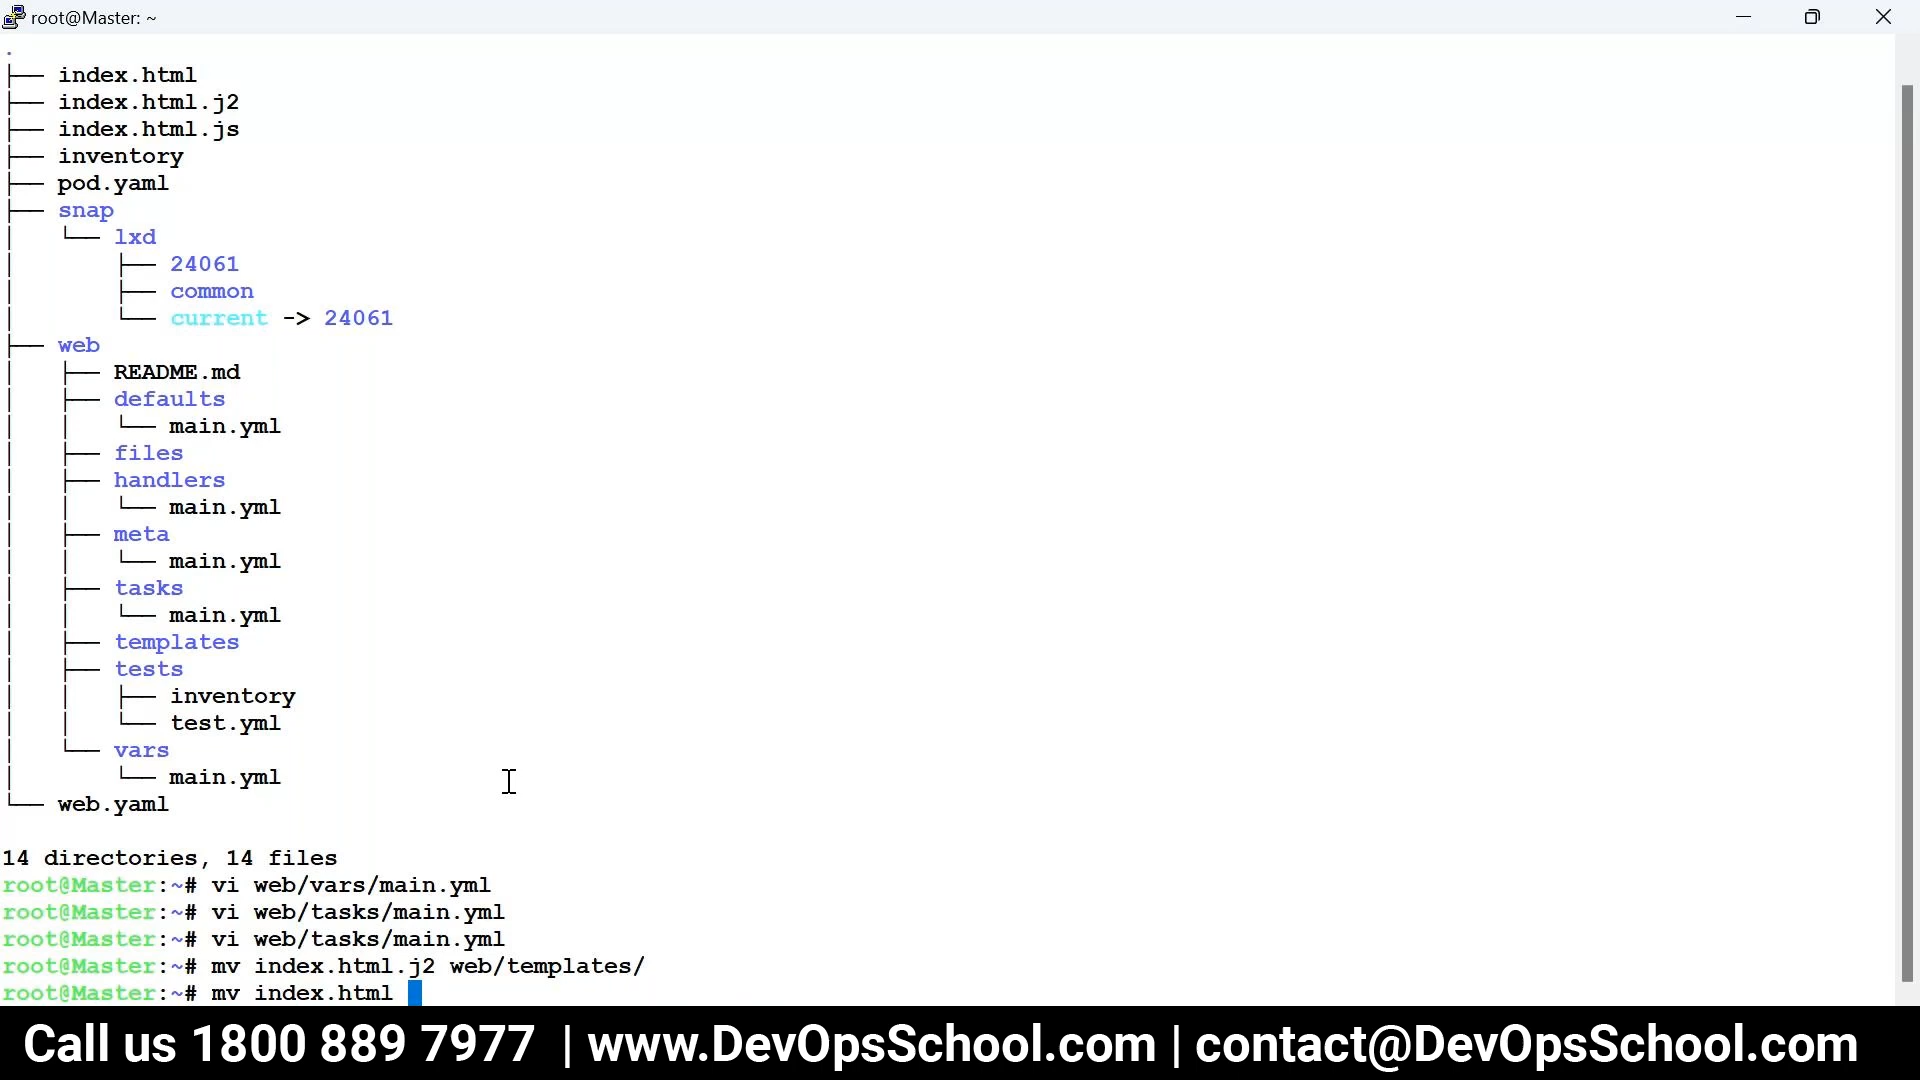 root@Master: ~
.
├── index.html
├── index.html.j2
├── index.html.js
├── inventory
├── pod.yaml
├── snap
│   └── lxd
│       ├── 24061
│       ├── common
│       └── current -> 24061
├── web
│   ├── README.md
│   ├── defaults
│   │   └── main.yml
│   ├── files
│   ├── handlers
│   │   └── main.yml
│   ├── meta
│   │   └── main.yml
│   ├── tasks
│   │   └── main.yml
│   ├── templates
│   ├── tests
│   │   ├── inventory
│   │   └── test.yml
│   └── vars
│       └── main.yml
└── web.yaml
14 directories, 14 files
root@Master:~# vi web/vars/main.yml
root@Master:~# vi web/tasks/main.yml
root@Master:~# vi web/tasks/main.yml
root@Master:~# mv index.html.j2 web/templates/
root@Master:~# mv index.html
Call us 1800 889 7977 | www.DevOpsSchool.com | contact@DevOpsSchool.com